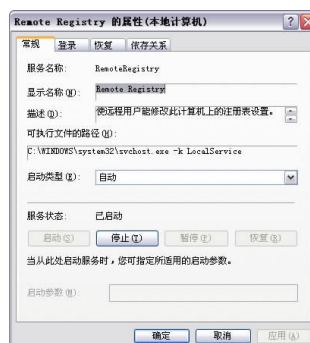 Remote Registry 的属性(本地计算机)
常规 登录 恢复 依存关系
服务名称: RemoteRegistry
显示名称(N): Remote Registry
描述(D): 使远程用户能修改此计算机上的注册表设置。
可执行文件的路径(H):
C:\WINDOWS\system32\svchost.exe -k LocalService
启动类型(E): 自动
服务状态: 已启动
启动(S) 停止(T) 暂停(P) 恢复(R)
当从此处启动服务时,您可指定所适用的启动参数。
启动参数(M):
确定 取消 应用(A)